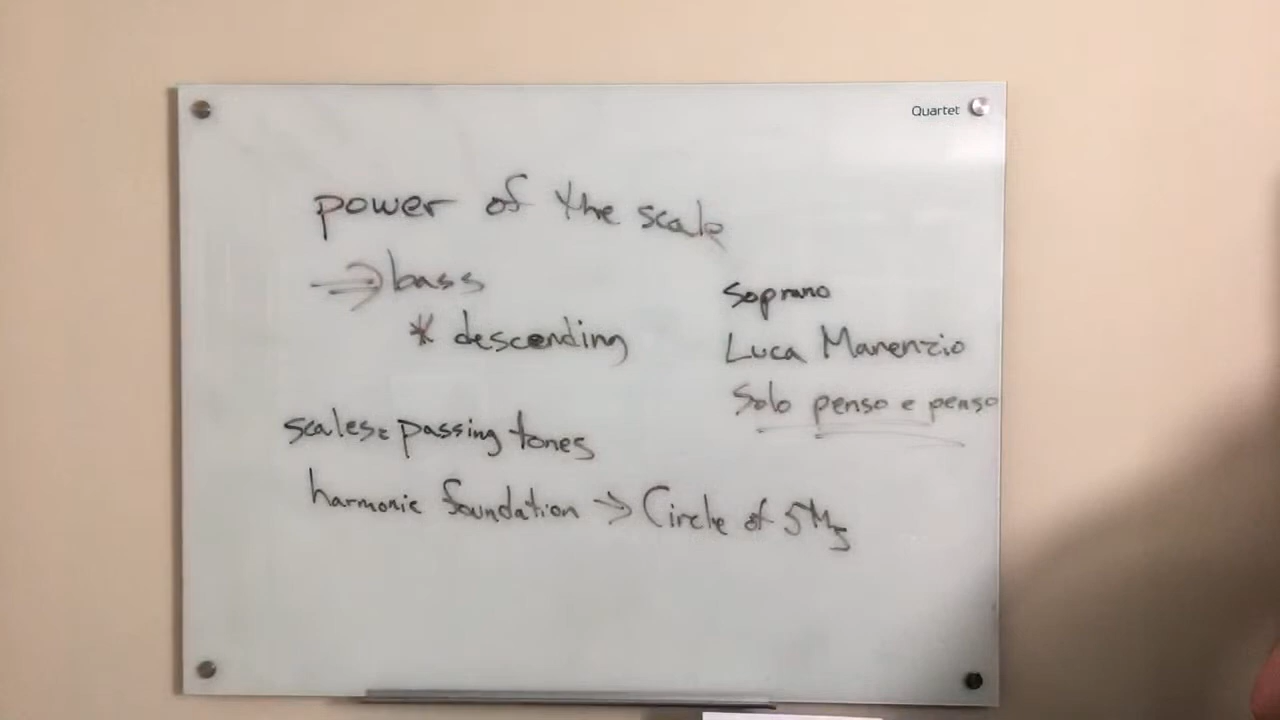 Quartet
power of the scale
→ bass
* descending
Soprano
Luca Manenzio
Solo penso e penso
scales = passing tones
harmonic foundation → Circle of 5ths